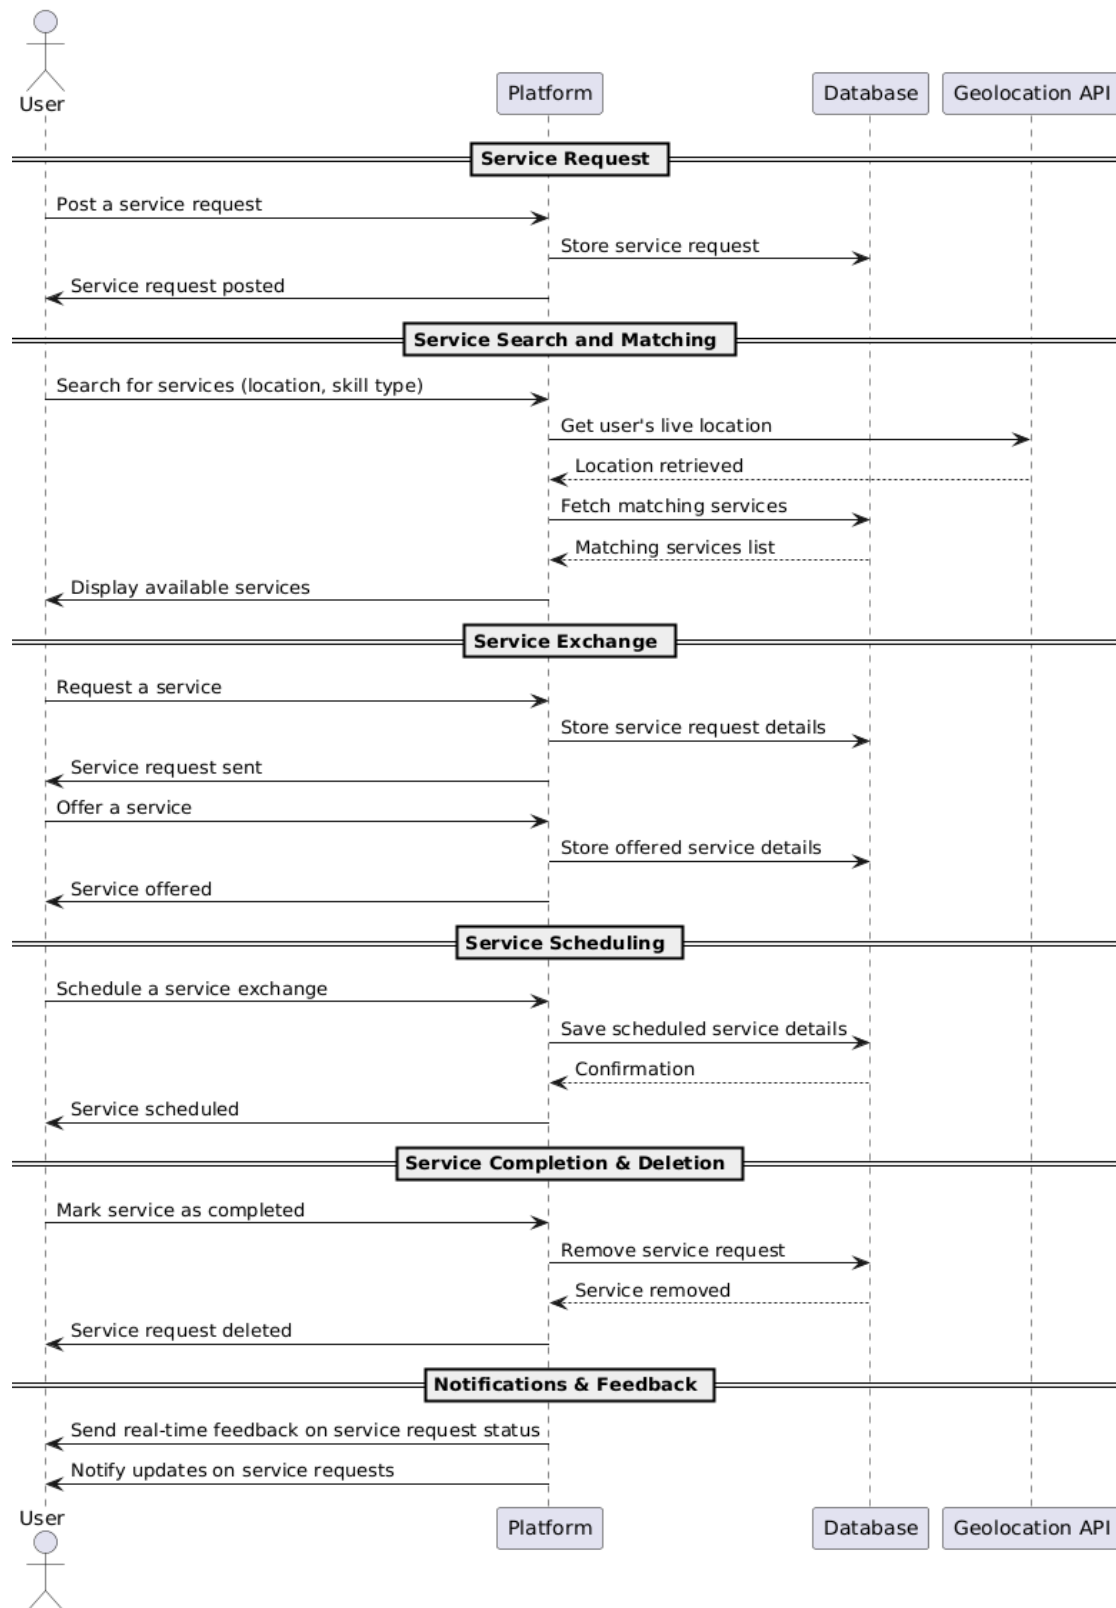 User
Platform
Database
Geolocation API
Service Request
Post a service request
Store service request
Service request posted
Service Search and Matching
Search for services (location, skill type)
Get user's live location
Location retrieved
Fetch matching services
Matching services list
Display available services
Service Exchange
Request a service
Store service request details
Service request sent
Offer a service
Store offered service details
Service offered
Service Scheduling
Schedule a service exchange
Save scheduled service details
Confirmation
Service scheduled
Service Completion & Deletion
Mark service as completed
Remove service request
Service removed
Service request deleted
Notifications & Feedback
Send real-time feedback on service request status
Notify updates on service requests
User
Platform
Database
Geolocation API